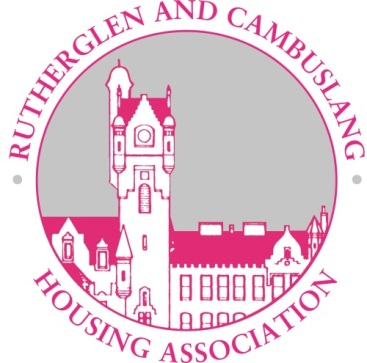 RUTHERGLEN AND CAMBUSLANG
HOUSING ASSOCIATION